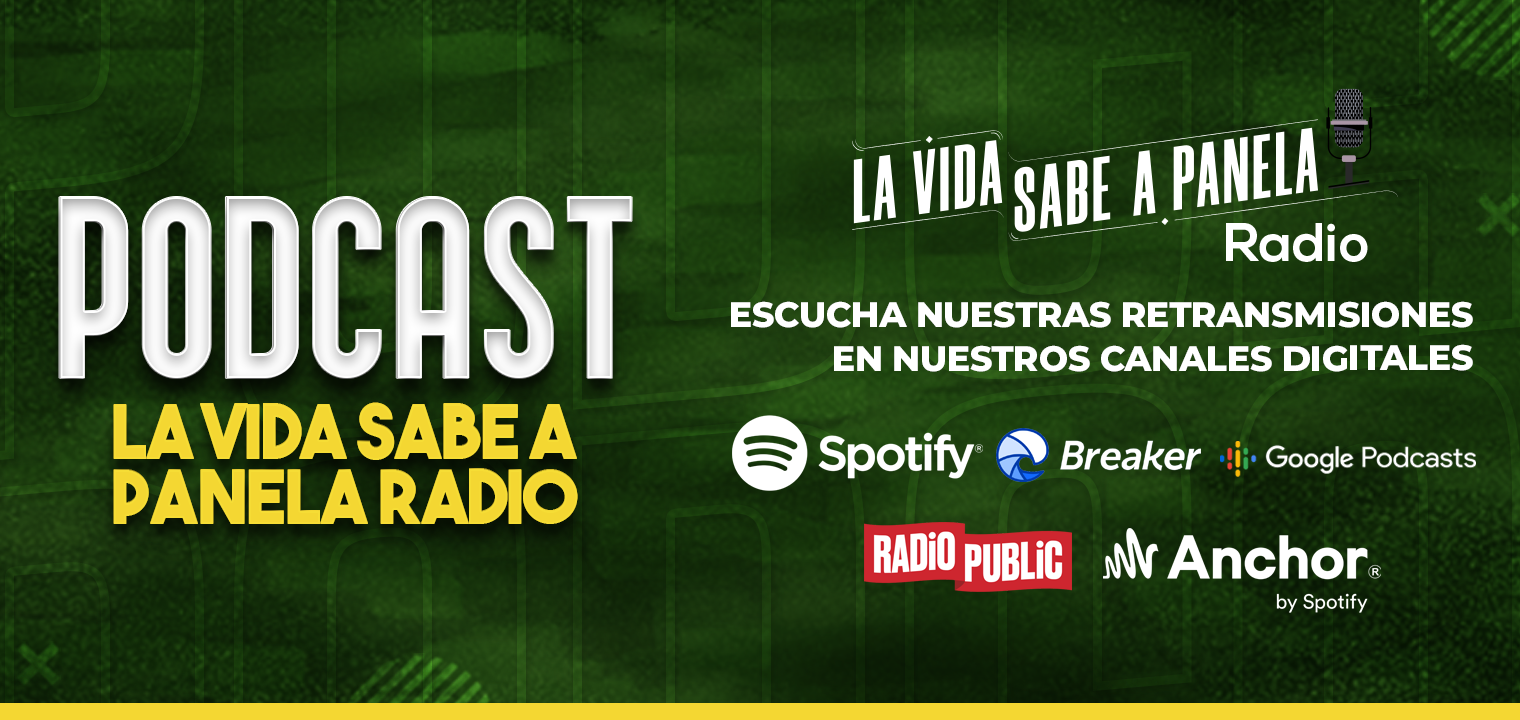 PODCAST
LA VIDA SABE A
PANELA RADIO
LA VIDA SABE A PANELA
Radio
ESCUCHA NUESTRAS RETRANSMISIONES
EN NUESTROS CANALES DIGITALES
Spotify®
Breaker
Google Podcasts
RADiO PUBLiC
Anchor®
by Spotify